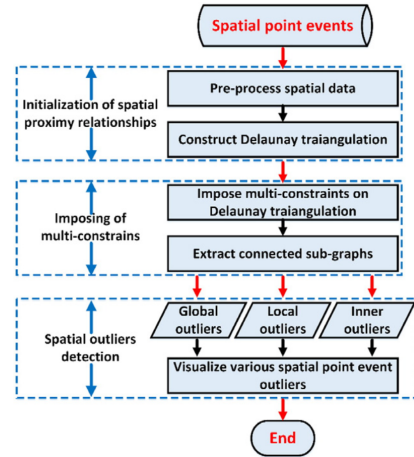 Spatial point events
Initialization of spatial
proximy relationships
Pre-process spatial data
Construct Delaunay traiangulation
Imposing of
multi-constrains
Impose multi-constraints on
Delaunay traiangulation
Extract connected sub-graphs
Spatial outliers
detection
Global
outliers
Local
outliers
Inner
outliers
Visualize various spatial point event
outliers
End